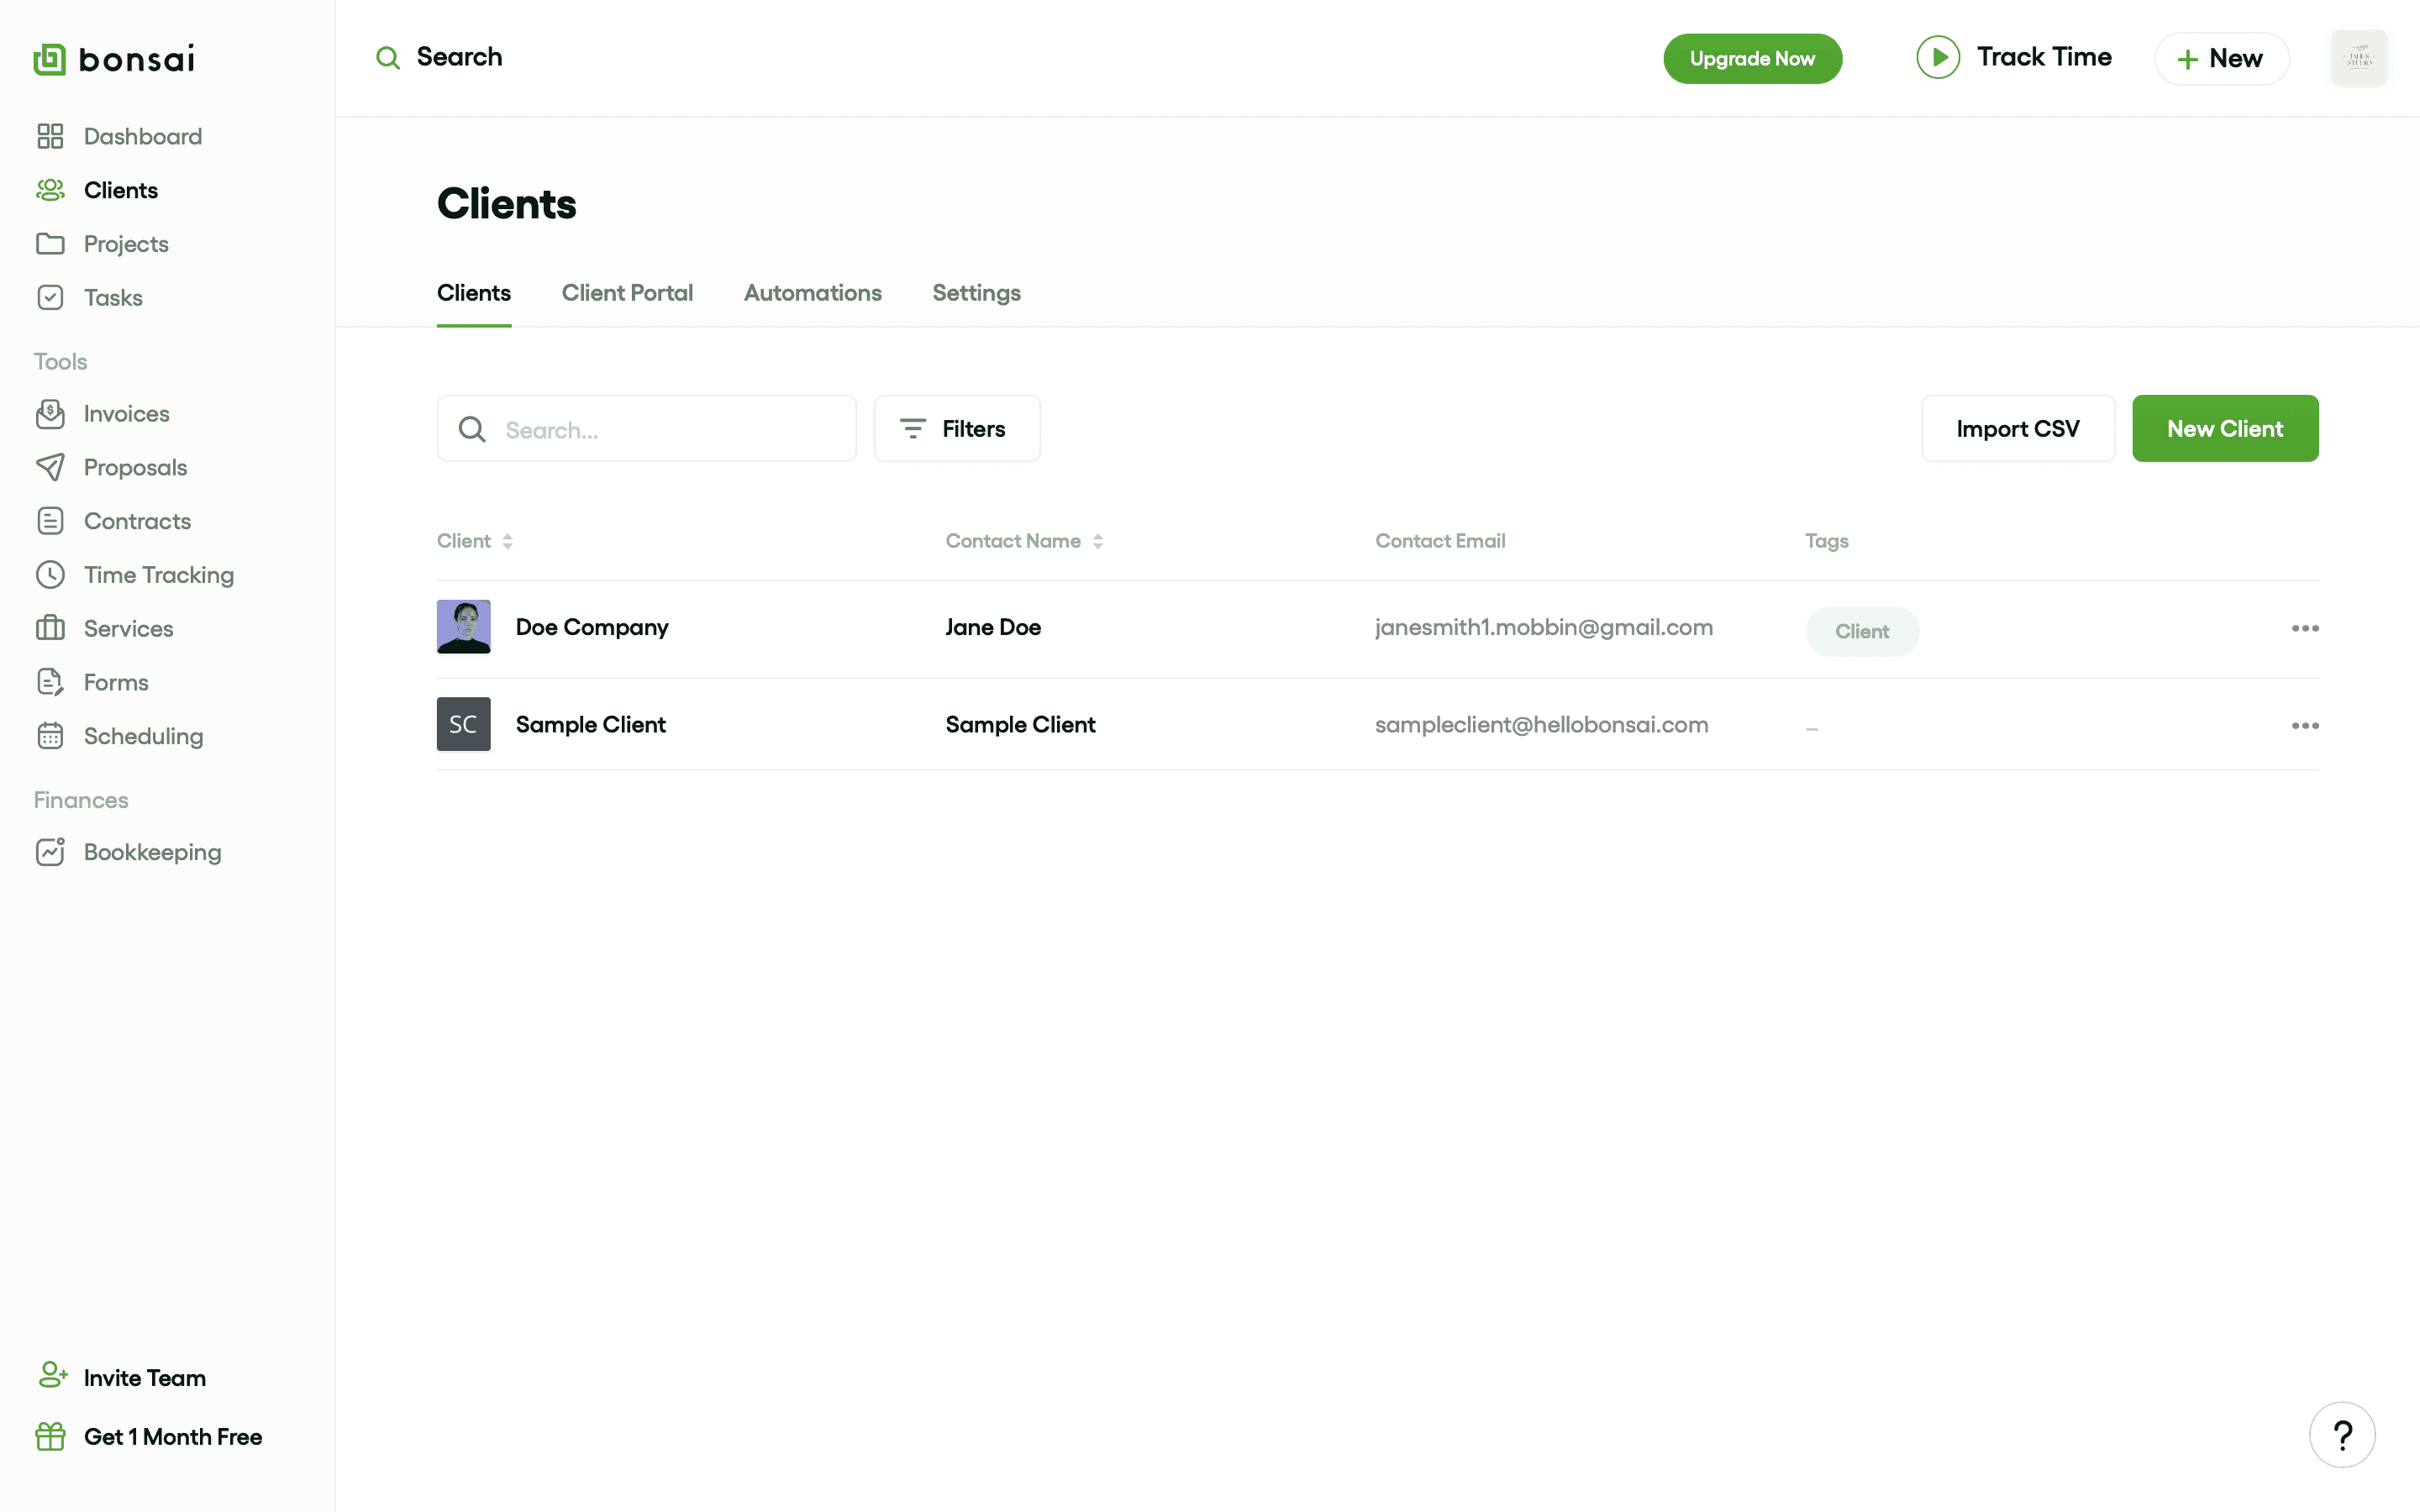 bonsai
Search
Upgrade Now
Track Time
New
Dashboard
Clients
Projects
Tasks
Tools
Invoices
Proposals
Contracts
Time Tracking
Services
Forms
Scheduling
Finances
Bookkeeping
Invite Team
Get 1 Month Free
Clients
Clients Client Portal Automations Settings
Search... Filters Import CSV New Client
Client Contact Name Contact Email Tags
Doe Company Jane Doe janesmith1.mobbin@gmail.com Client
SC Sample Client Sample Client sampleclient@hellobonsai.com –
?